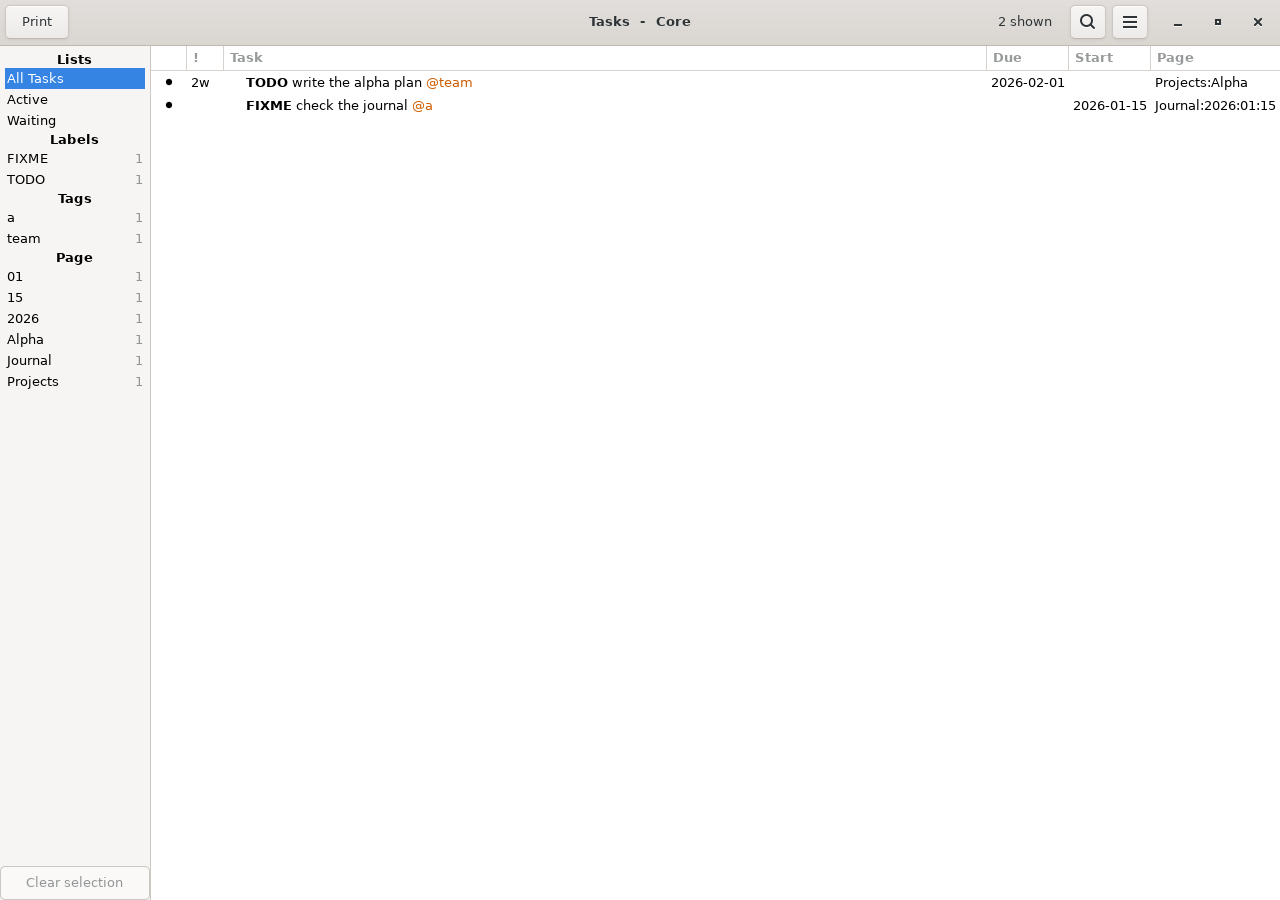 Print
Tasks - Core
2 shown
Lists
All Tasks
Active
Waiting
Labels
FIXME 1
TODO 1
Tags
a 1
team 1
Page
01 1
15 1
2026 1
Alpha 1
Journal 1
Projects 1
Clear selection
! Task Due Start Page
2w TODO write the alpha plan @team 2026-02-01 Projects:Alpha
FIXME check the journal @a 2026-01-15 Journal:2026:01:15